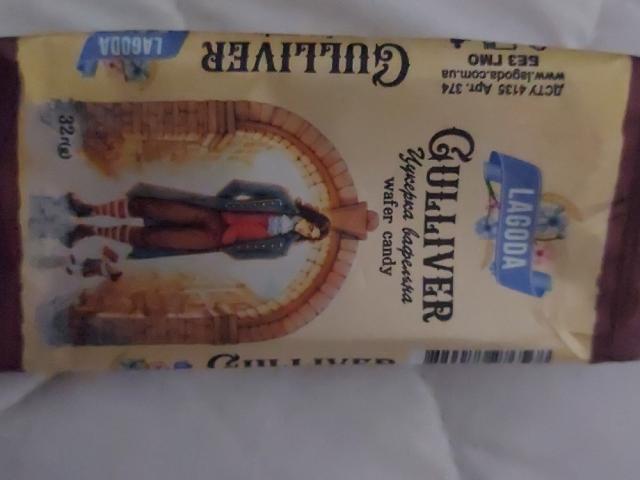 LAGODA
GULLIVER
Цукерка вафельна
wafer candy
32г(g)
LAGODA
GULLIVER
ДСТУ 4135 Арт. 374
www.lagoda.com.ua
БЕЗ ГМО
GULLIVER